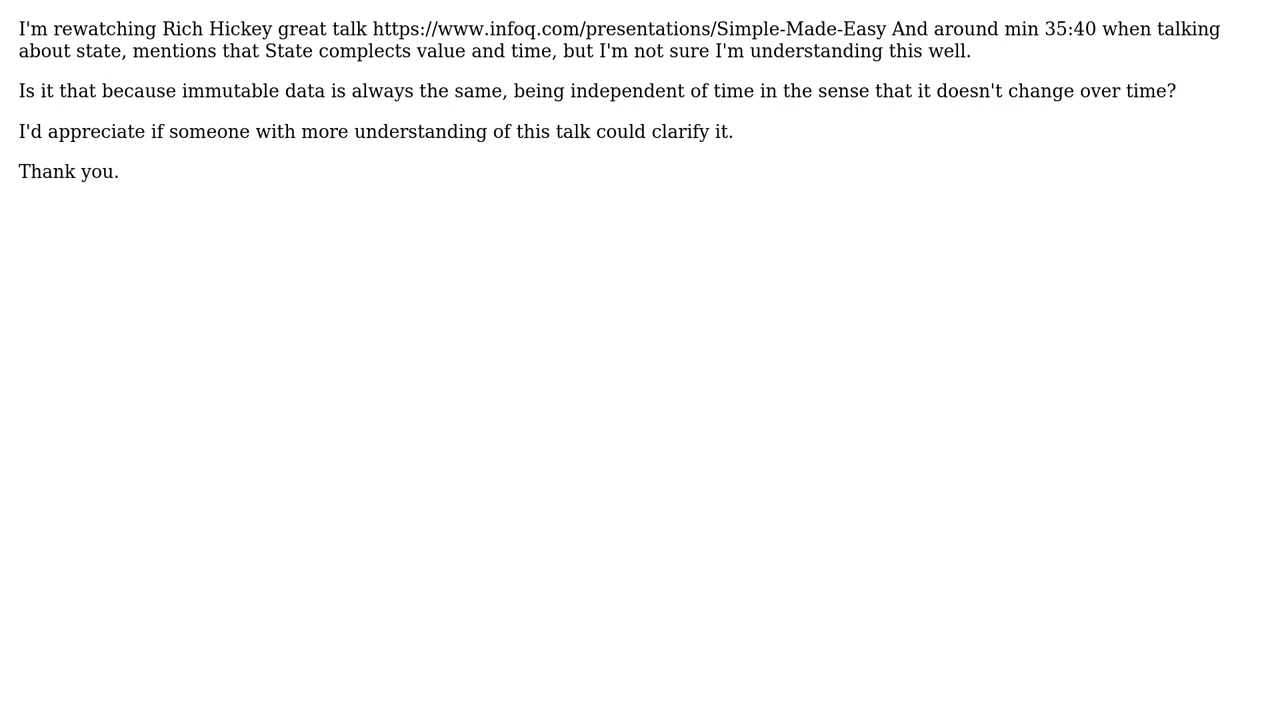 I'm rewatching Rich Hickey great talk https://www.infoq.com/presentations/Simple-Made-Easy And around min 35:40 when talking
about state, mentions that State complects value and time, but I'm not sure I'm understanding this well.
Is it that because immutable data is always the same, being independent of time in the sense that it doesn't change over time?
I'd appreciate if someone with more understanding of this talk could clarify it.
Thank you.